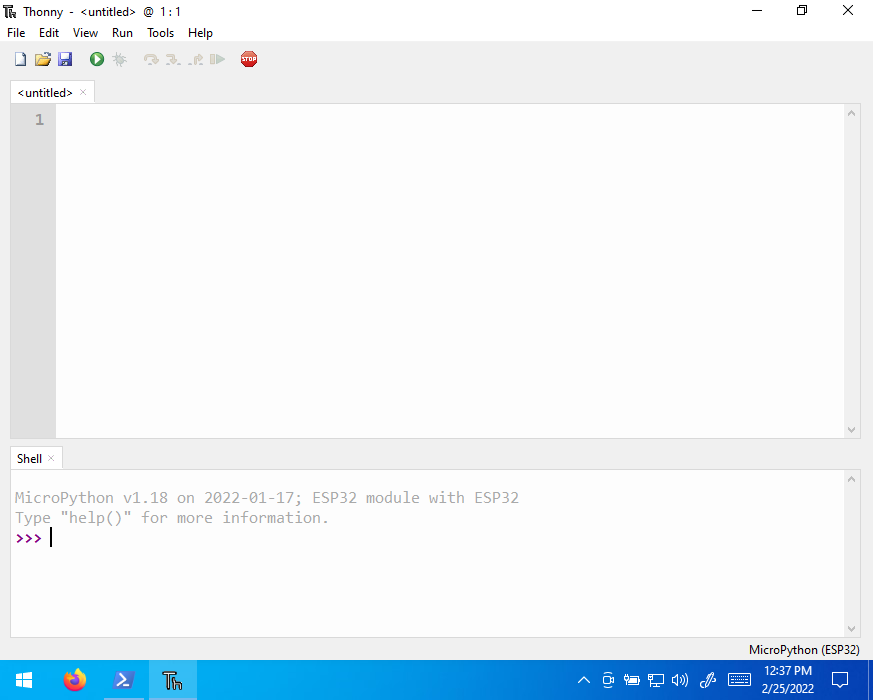 Thonny - <untitled> @ 1 : 1
File Edit View Run Tools Help
STOP
<untitled>
1
Shell
MicroPython v1.18 on 2022-01-17; ESP32 module with ESP32
Type "help()" for more information.
>>>
MicroPython (ESP32)
Th
12:37 PM
2/25/2022